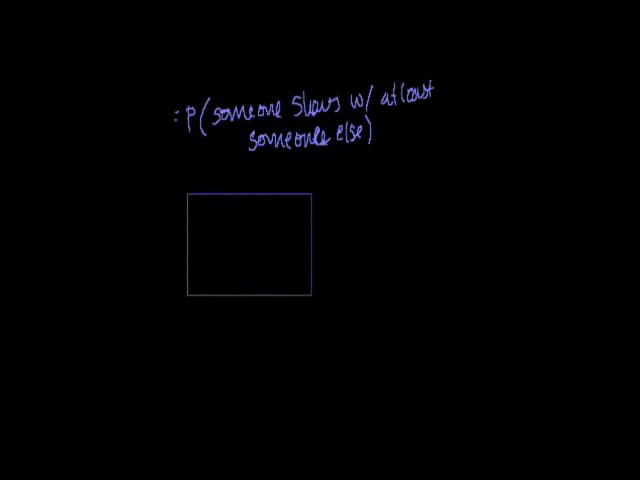 = P(someone shares w/ at least
someone else)